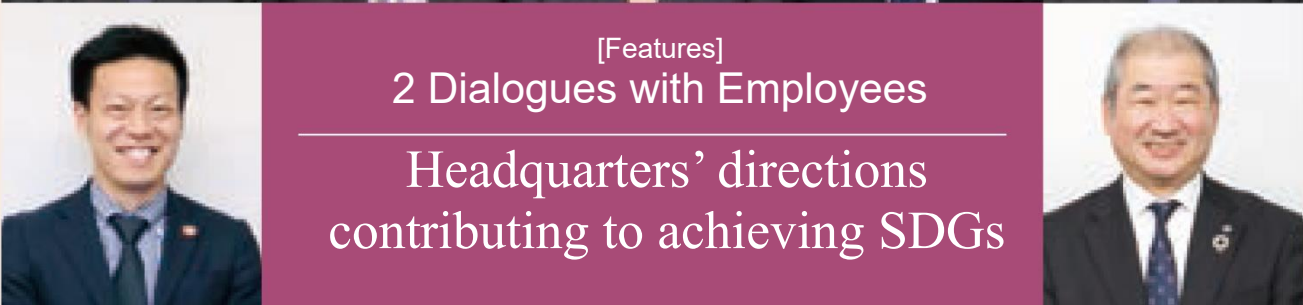 [Features]
2 Dialogues with Employees
Headquarters’ directions
contributing to achieving SDGs